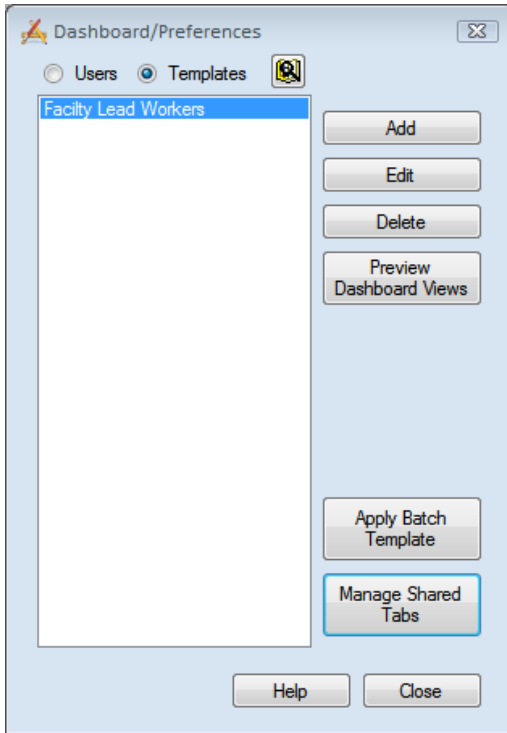 Dashboard/Preferences
Users Templates
Facilty Lead Workers
Add
Edit
Delete
Preview
Dashboard Views
Apply Batch
Template
Manage Shared
Tabs
Help Close